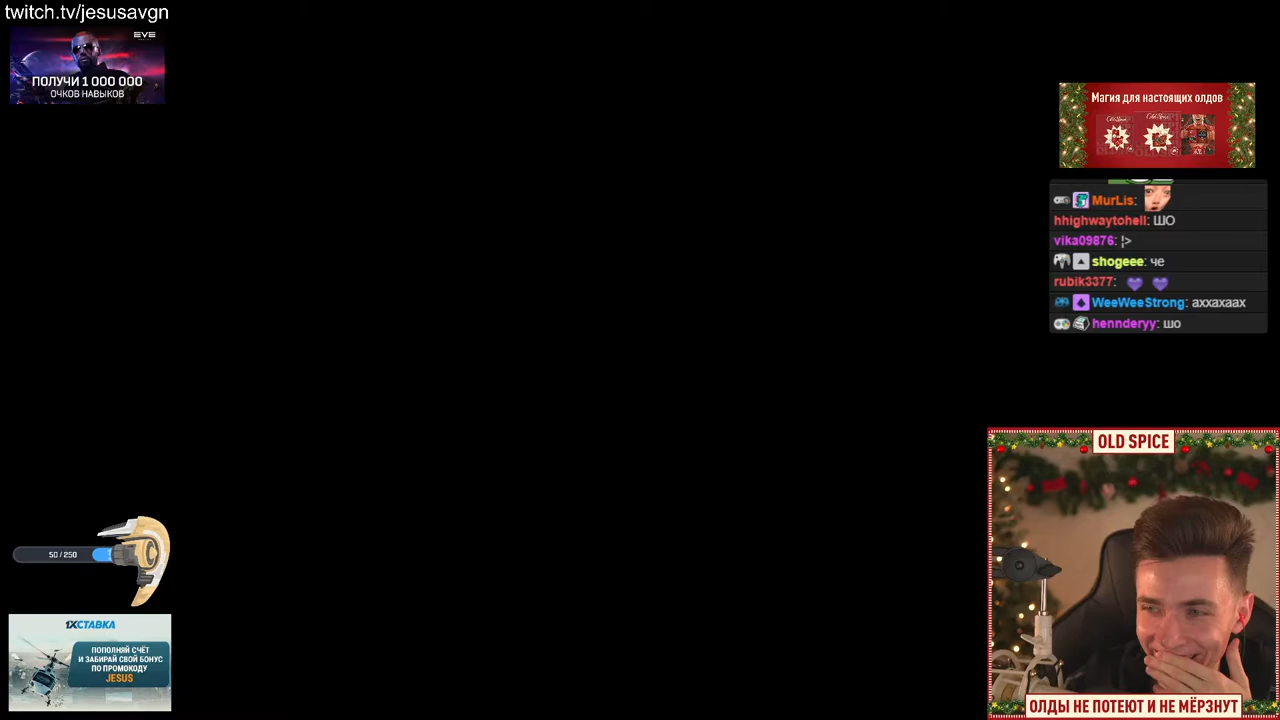 twitch.tv/jesusavgn
EVE
ПОЛУЧИ 1 000 000
ОЧКОВ НАВЫКОВ
Магия для настоящих олдов
MurLis:
hhighwaytohell: ШО
vika09876: ¦>
shogeee: че
rubik3377:
WeeWeeStrong: аххахаах
hennderyy: шо
OLD SPICE
50 / 250
1XСТАВКА
ПОПОЛНЯЙ СЧЁТ
И ЗАБИРАЙ СВОЙ БОНУС
ПО ПРОМОКОДУ
JESUS
ОЛДЫ НЕ ПОТЕЮТ И НЕ МЁРЗНУТ